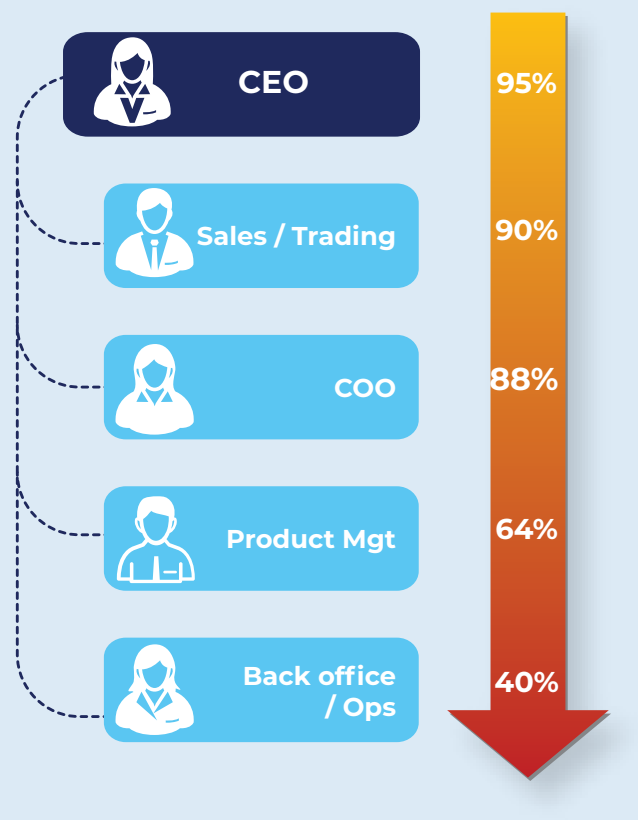 CEO
95%
Sales / Trading
90%
COO
88%
Product Mgt
64%
Back office
/ Ops
40%